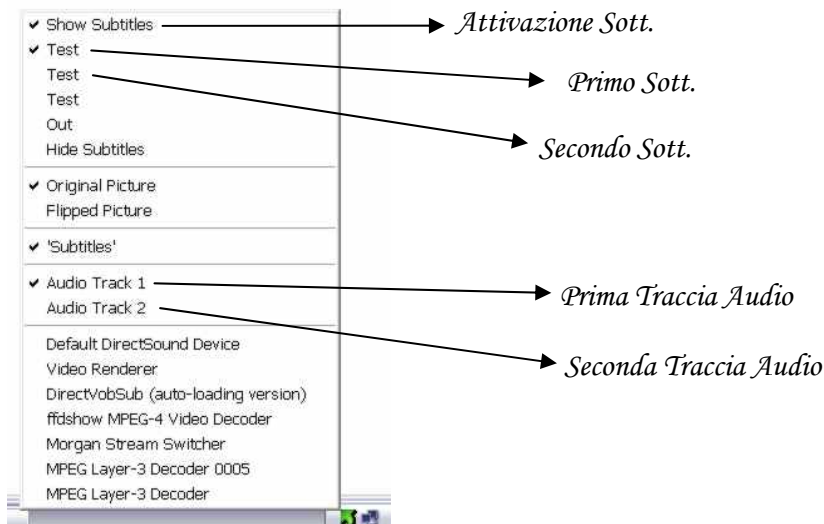 ✔ Show Subtitles
Attivazione Sott.
✔ Test
Primo Sott.
Test
Secondo Sott.
Test
Out
Hide Subtitles
✔ Original Picture
Flipped Picture
✔ 'Subtitles'
✔ Audio Track 1
Prima Traccia Audio
Audio Track 2
Seconda Traccia Audio
Default DirectSound Device
Video Renderer
DirectVobSub (auto-loading version)
ffdshow MPEG-4 Video Decoder
Morgan Stream Switcher
MPEG Layer-3 Decoder 0005
MPEG Layer-3 Decoder